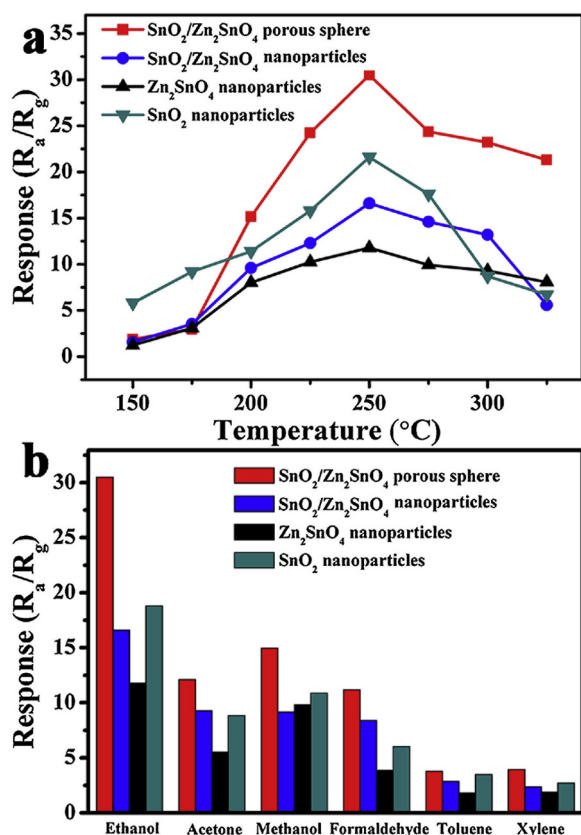 a
SnO₂/Zn₂SnO₄ porous sphere
SnO₂/Zn₂SnO₄ nanoparticles
Zn₂SnO₄ nanoparticles
SnO₂ nanoparticles
Response (Rₐ/R_g)
35
30
25
20
15
10
5
0
150
200
250
300
Temperature (°C)
b
SnO₂/Zn₂SnO₄ porous sphere
SnO₂/Zn₂SnO₄ nanoparticles
Zn₂SnO₄ nanoparticles
SnO₂ nanoparticles
Response (Rₐ/R_g)
30
25
20
15
10
5
0
Ethanol
Acetone
Methanol
Formaldehyde
Toluene
Xylene